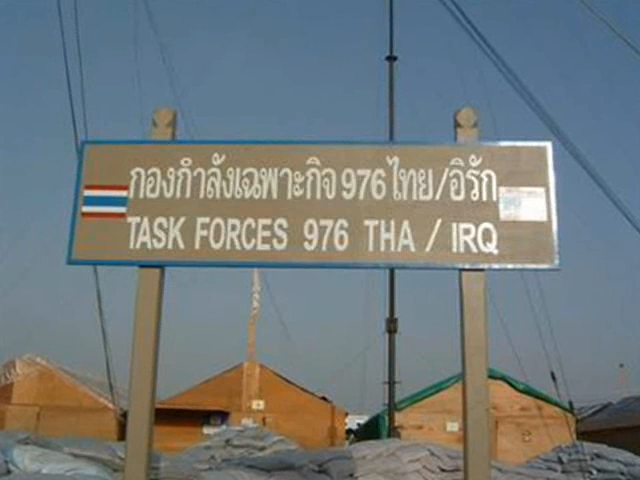 กองกำลังเฉพาะกิจ 976 ไทย/อิรัก
TASK FORCES 976 THA / IRQ